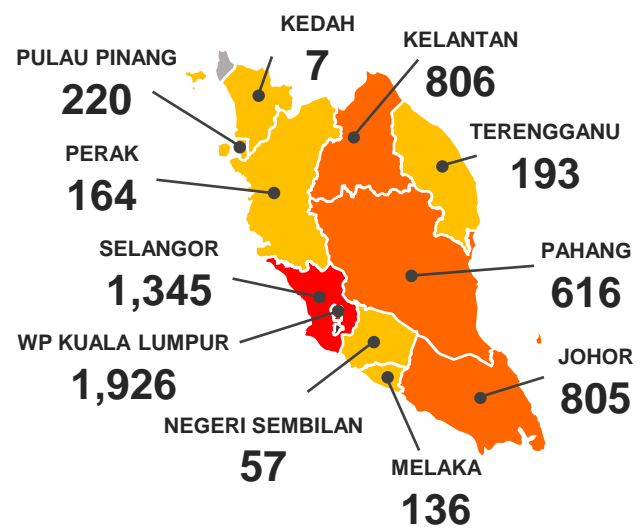 KEDAH
7
KELANTAN
806
PULAU PINANG
220
TERENGGANU
193
PERAK
164
SELANGOR
1,345
PAHANG
616
WP KUALA LUMPUR
1,926
JOHOR
805
NEGERI SEMBILAN
57
MELAKA
136